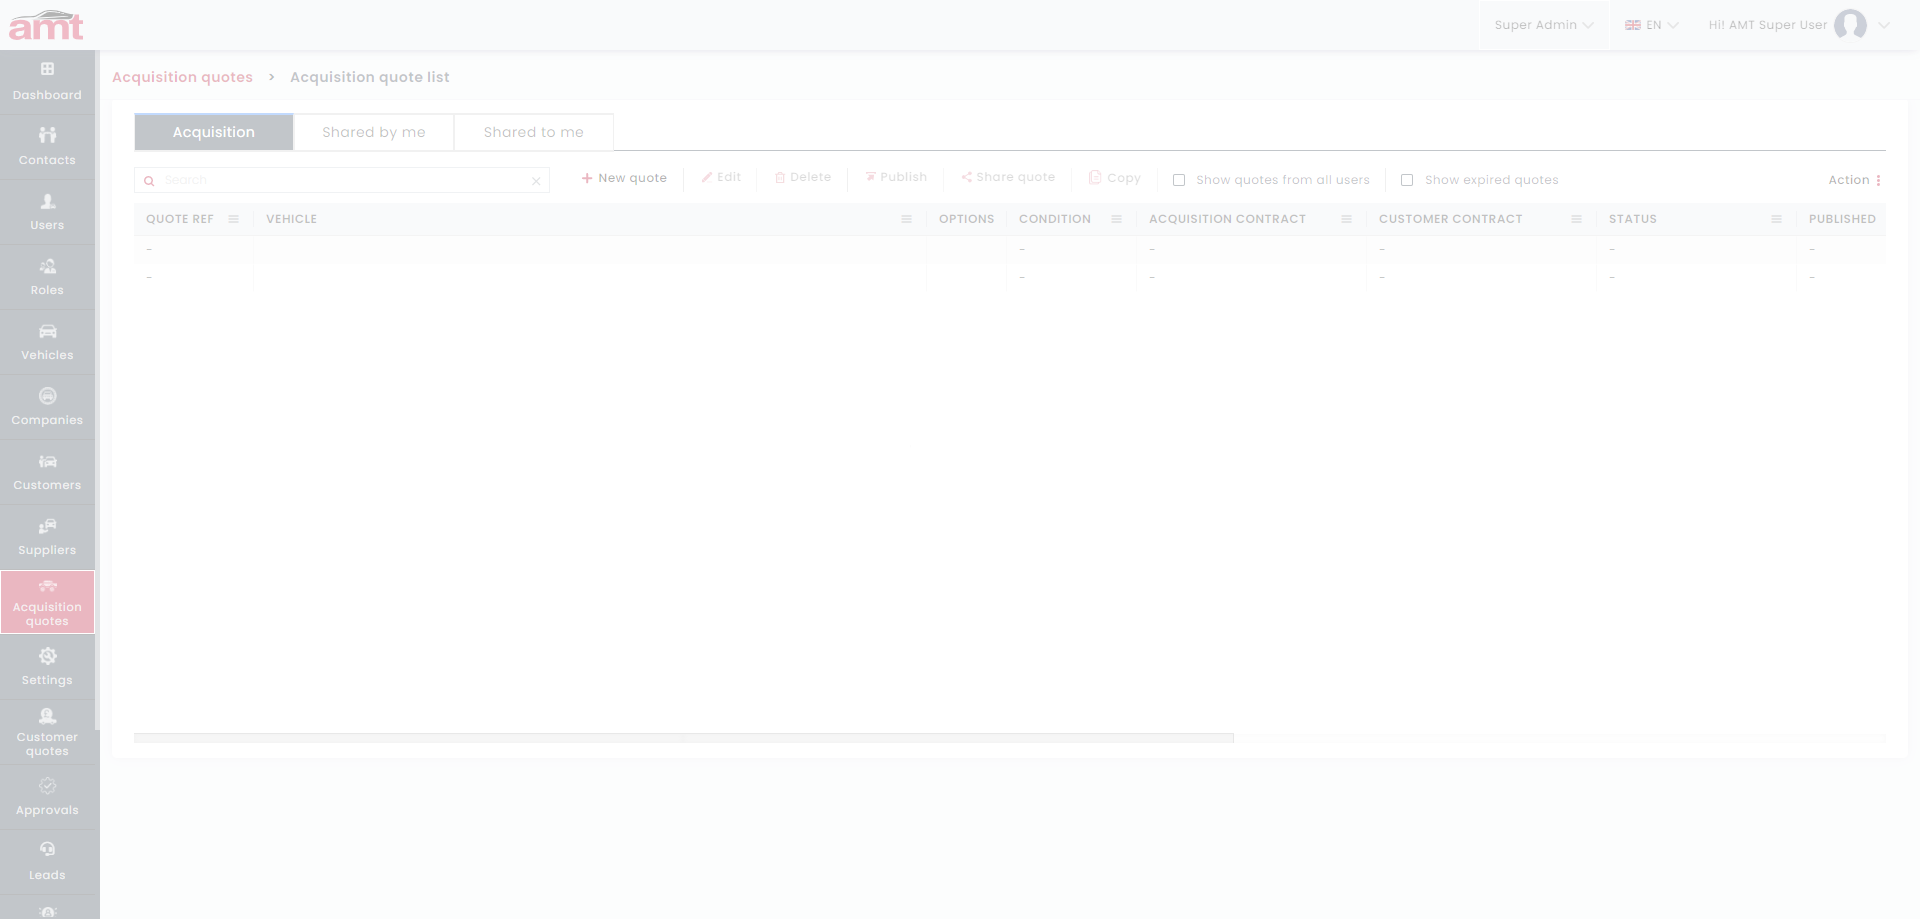 amt
Super Admin
EN
Hi! AMT Super User
Dashboard
Contacts
Users
Roles
Vehicles
Companies
Customers
Suppliers
Acquisition
quotes
Settings
Customer
quotes
Approvals
Leads
Acquisition quotes > Acquisition quote list
Acquisition
Shared by me
Shared to me
Search
New quote
Edit
Delete
Publish
Share quote
Copy
Show quotes from all users
Show expired quotes
Action
QUOTE REF VEHICLE OPTIONS CONDITION ACQUISITION CONTRACT CUSTOMER CONTRACT STATUS PUBLISHED
- - - - - -
- - - - - -